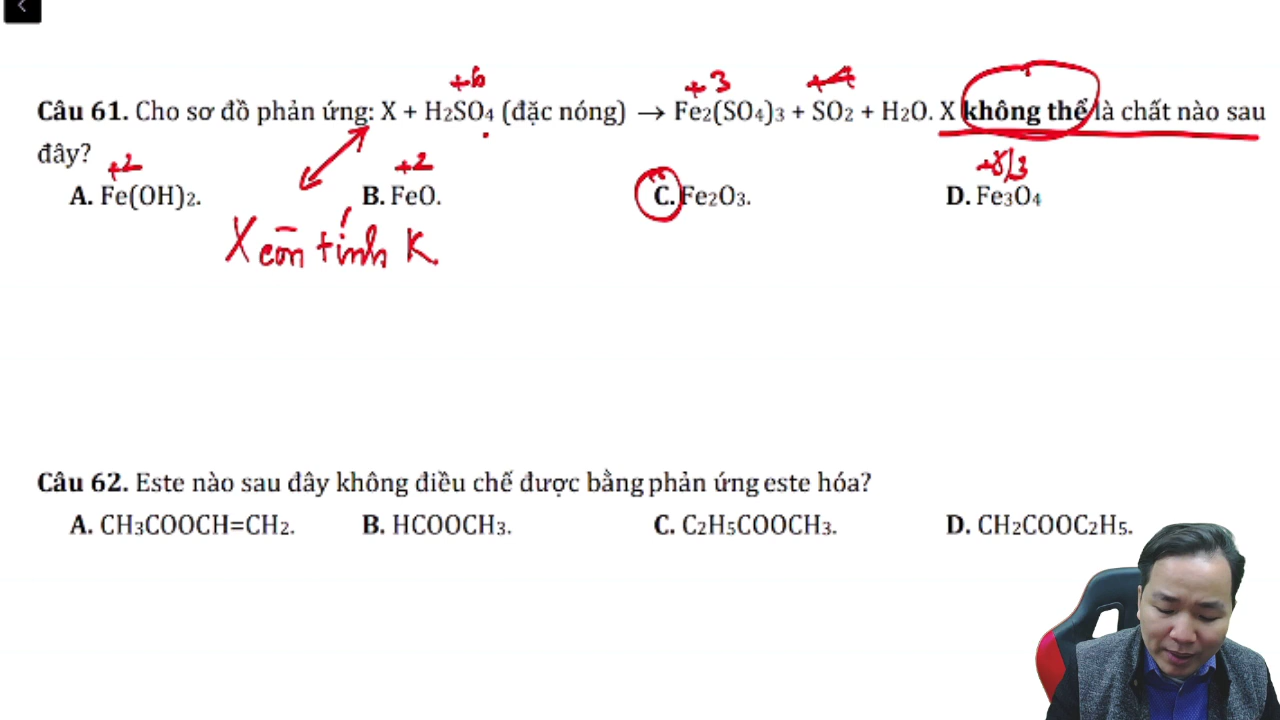 +6 +3 +4
Câu 61. Cho sơ đồ phản ứng: X + H₂SO₄ (đặc nóng) → Fe₂(SO₄)₃ + SO₂ + H₂O. X không thể là chất nào sau
đây?
+2 +2 +8/3
A. Fe(OH)₂. B. FeO. C. Fe₂O₃. D. Fe₃O₄
X còn tính K
Câu 62. Este nào sau đây không điều chế được bằng phản ứng este hóa?
A. CH₃COOCH=CH₂. B. HCOOCH₃. C. C₂H₅COOCH₃. D. CH₂COOC₂H₅.